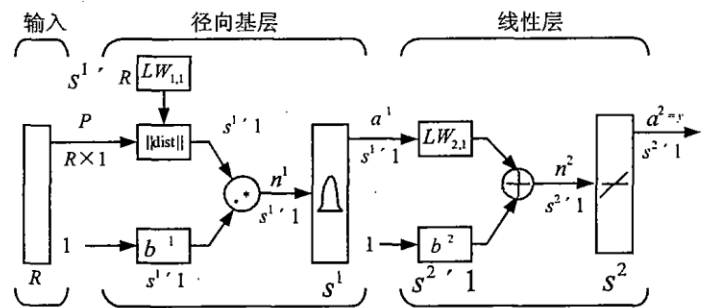 输入 径向基层 线性层
s¹′ R LW₁,₁
P
R×1
||dist||
s¹′1
n¹
s¹′1
.*
1
b¹
s¹′1
R
s¹
a¹
s¹′1
LW₂,₁
n²
s²′1
1
b²
s²′1
a²⁼ʸ
s²′1
s²